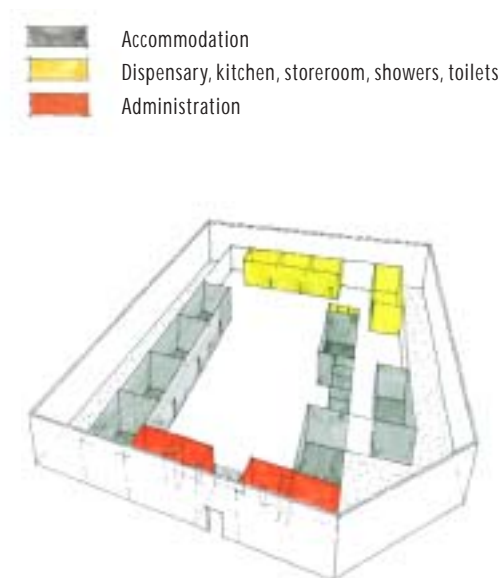 Accommodation
Dispensary, kitchen, storeroom, showers, toilets
Administration